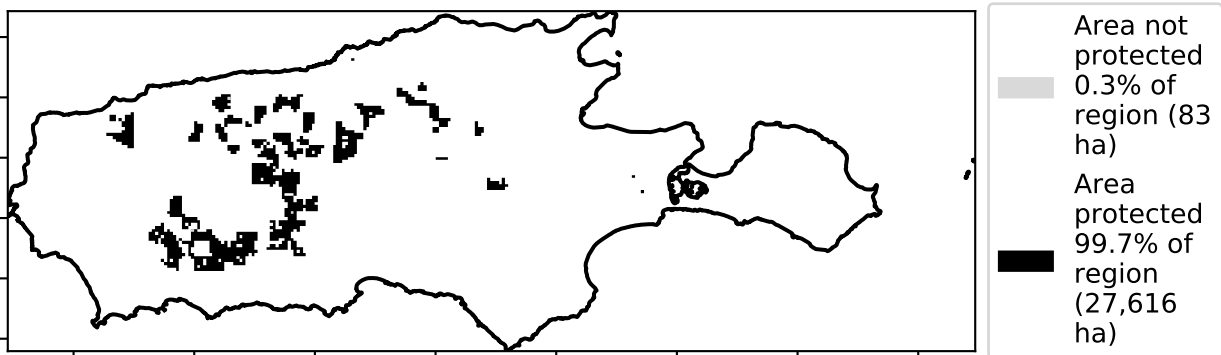 Area not
protected
0.3% of
region (83
ha)
Area
protected
99.7% of
region
(27,616
ha)